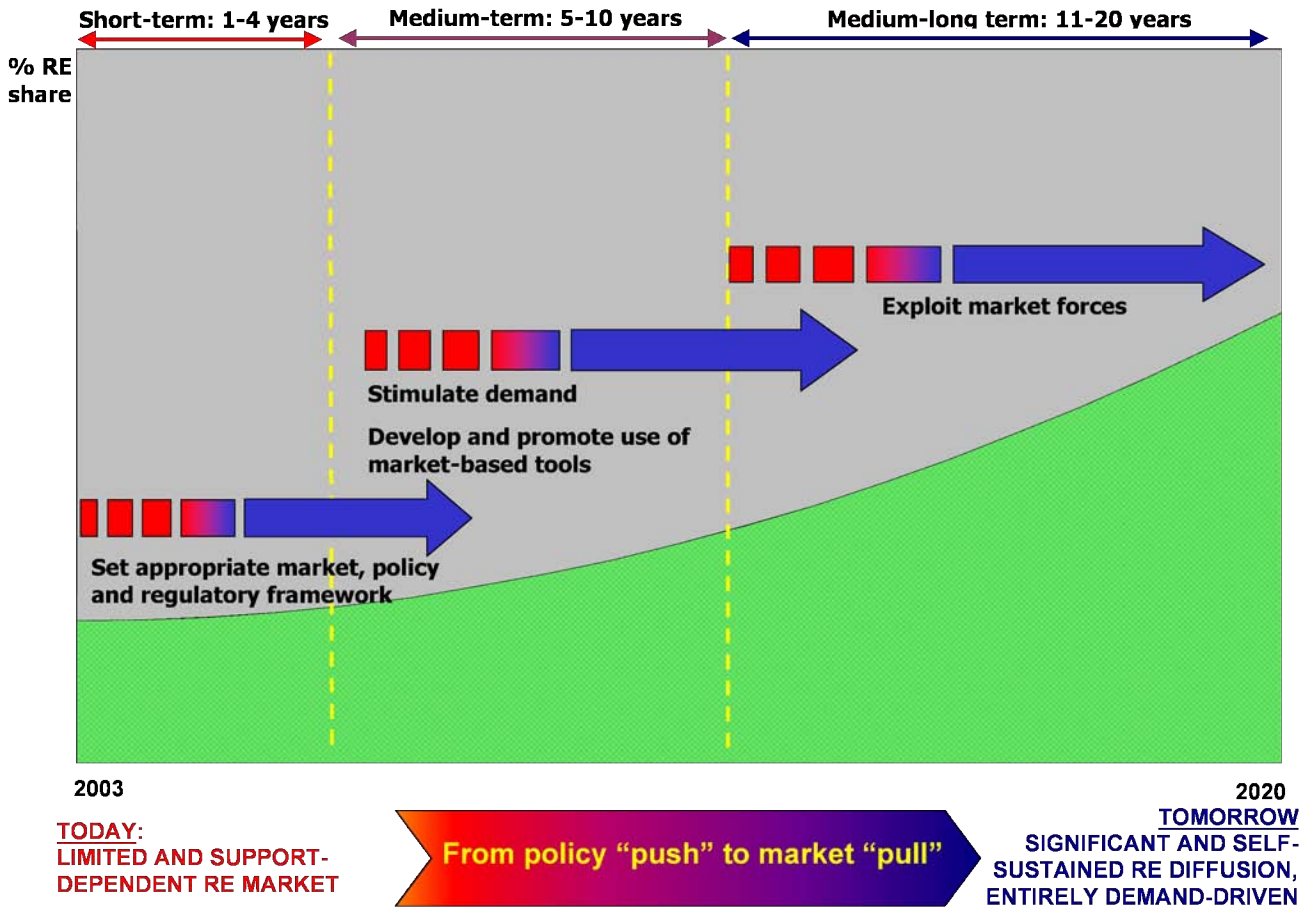 Short-term: 1-4 years
Medium-term: 5-10 years
Medium-long term: 11-20 years
% RE
share
Exploit market forces
Stimulate demand
Develop and promote use of
market-based tools
Set appropriate market, policy
and regulatory framework
2003
2020
TODAY:
LIMITED AND SUPPORT-
DEPENDENT RE MARKET
From policy “push” to market “pull”
TOMORROW
SIGNIFICANT AND SELF-
SUSTAINED RE DIFFUSION,
ENTIRELY DEMAND-DRIVEN